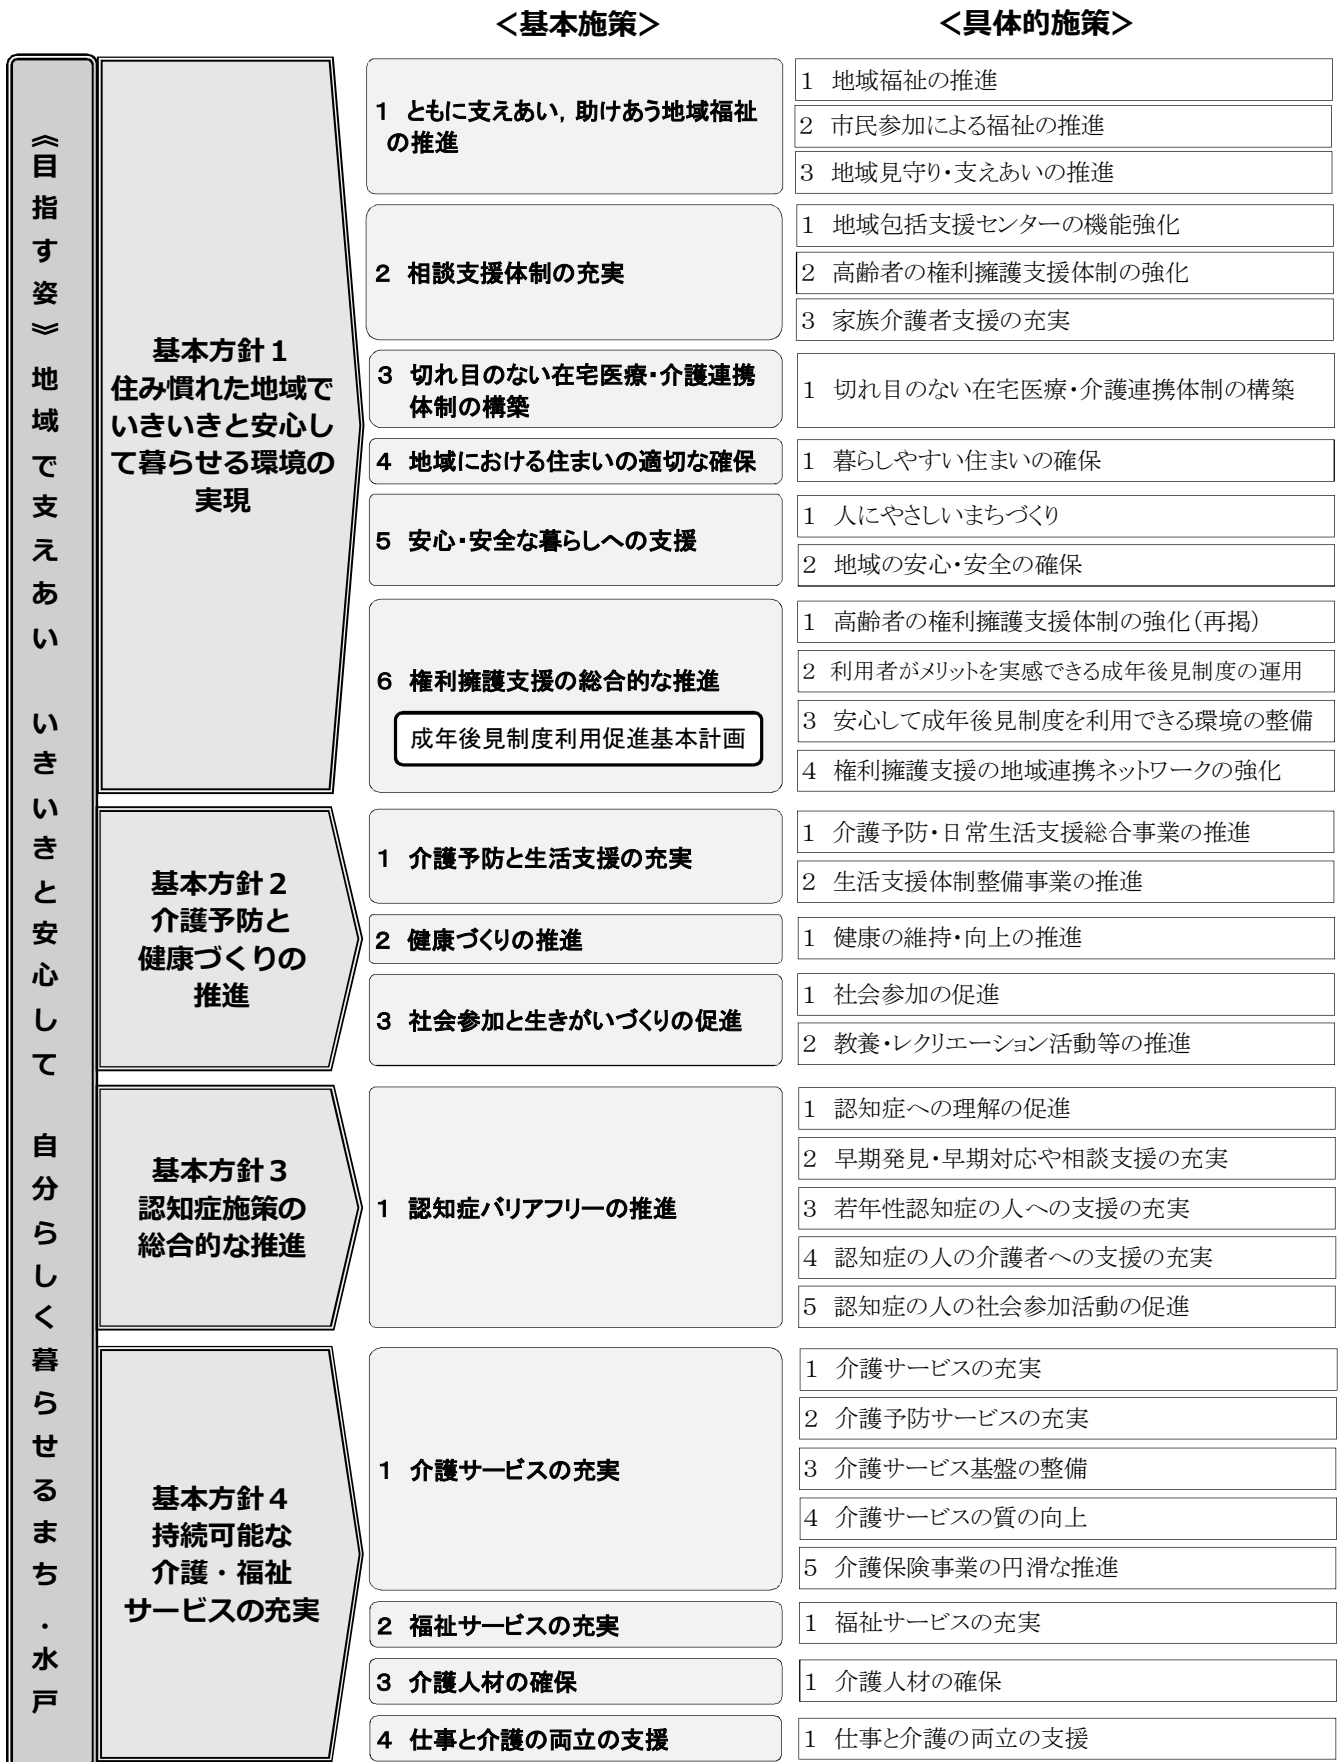 ＜基本施策＞
＜具体的施策＞
《目指す姿》 地域で支えあい　いきいきと安心して　自分らしく暮らせるまち・水戸
基本方針１
住み慣れた地域で
いきいきと安心し
て暮らせる環境の
実現
1 ともに支えあい，助けあう地域福祉
の推進
1 地域福祉の推進
2 市民参加による福祉の推進
3 地域見守り・支えあいの推進
2 相談支援体制の充実
1 地域包括支援センターの機能強化
2 高齢者の権利擁護支援体制の強化
3 家族介護者支援の充実
3 切れ目のない在宅医療・介護連携
体制の構築
1 切れ目のない在宅医療・介護連携体制の構築
4 地域における住まいの適切な確保
1 暮らしやすい住まいの確保
5 安心・安全な暮らしへの支援
1 人にやさしいまちづくり
2 地域の安心・安全の確保
6 権利擁護支援の総合的な推進
成年後見制度利用促進基本計画
1 高齢者の権利擁護支援体制の強化（再掲）
2 利用者がメリットを実感できる成年後見制度の運用
3 安心して成年後見制度を利用できる環境の整備
4 権利擁護支援の地域連携ネットワークの強化
基本方針２
介護予防と
健康づくりの
推進
1 介護予防と生活支援の充実
1 介護予防・日常生活支援総合事業の推進
2 生活支援体制整備事業の推進
2 健康づくりの推進
1 健康の維持・向上の推進
3 社会参加と生きがいづくりの促進
1 社会参加の促進
2 教養・レクリエーション活動等の推進
基本方針３
認知症施策の
総合的な推進
1 認知症バリアフリーの推進
1 認知症への理解の促進
2 早期発見・早期対応や相談支援の充実
3 若年性認知症の人への支援の充実
4 認知症の人の介護者への支援の充実
5 認知症の人の社会参加活動の促進
基本方針４
持続可能な
介護・福祉
サービスの充実
1 介護サービスの充実
1 介護サービスの充実
2 介護予防サービスの充実
3 介護サービス基盤の整備
4 介護サービスの質の向上
5 介護保険事業の円滑な推進
2 福祉サービスの充実
1 福祉サービスの充実
3 介護人材の確保
1 介護人材の確保
4 仕事と介護の両立の支援
1 仕事と介護の両立の支援